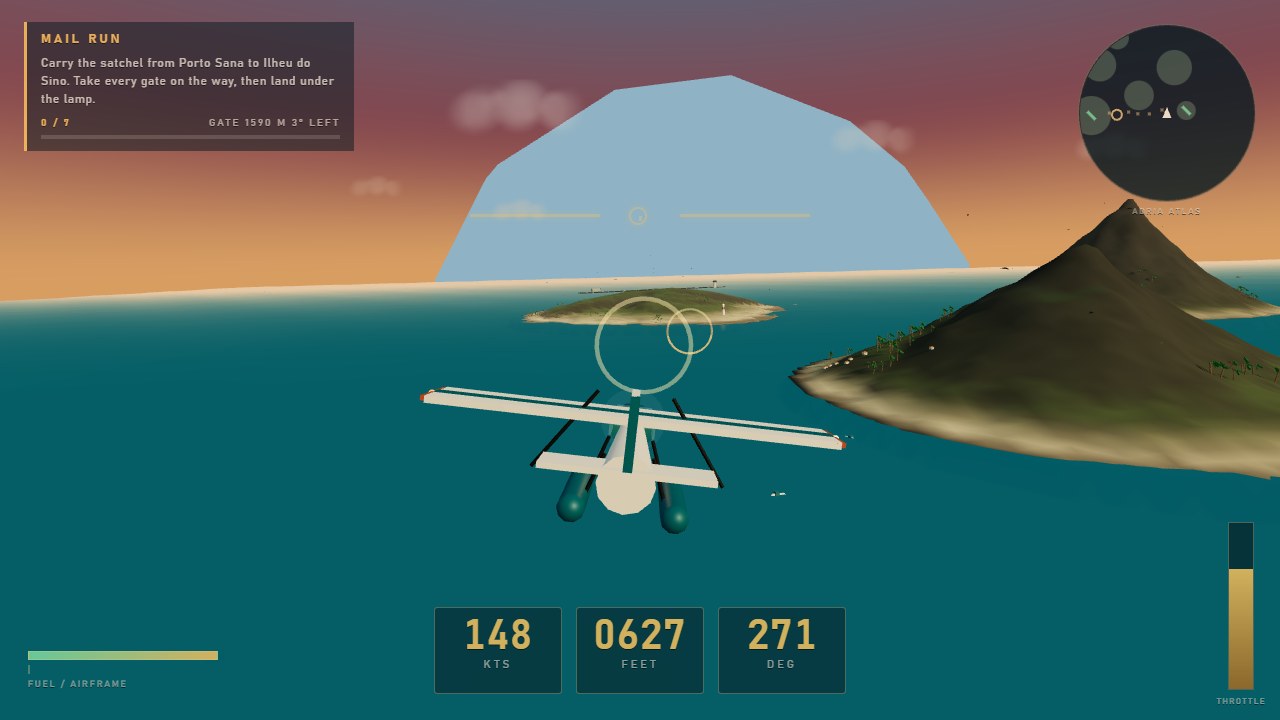 MAIL RUN
Carry the satchel from Porto Sana to Ilheu do
Sino. Take every gate on the way, then land under
the lamp.
0 / 7 GATE 1590 M 3° LEFT
ADRIA ATLAS
148 0627 271
KTS FEET DEG
FUEL / AIRFRAME
THROTTLE